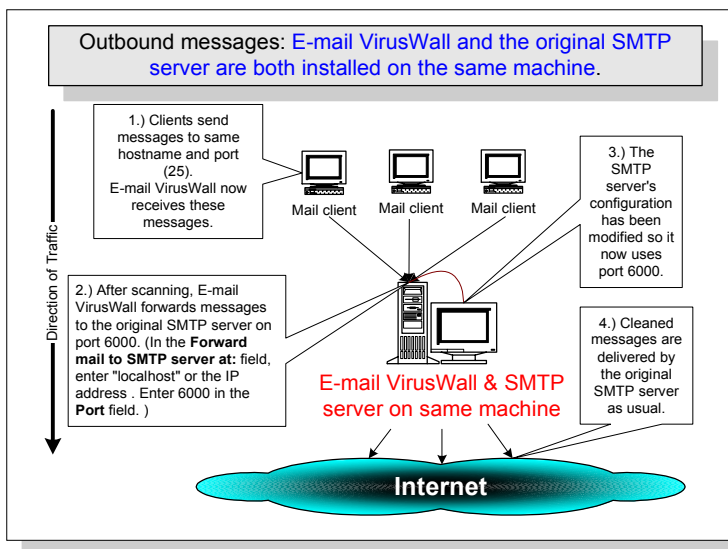 Outbound messages: E-mail VirusWall and the original SMTP
server are both installed on the same machine.
Direction of Traffic
1.) Clients send
messages to same
hostname and port
(25).
E-mail VirusWall now
receives these
messages.
Mail client
Mail client
Mail client
3.) The
SMTP
server's
configuration
has been
modified so it
now uses
port 6000.
2.) After scanning, E-mail
VirusWall forwards messages
to the original SMTP server on
port 6000. (In the Forward
mail to SMTP server at: field,
enter "localhost" or the IP
address . Enter 6000 in the
Port field. )
E-mail VirusWall & SMTP
server on same machine
4.) Cleaned
messages are
delivered by
the original
SMTP server
as usual.
Internet